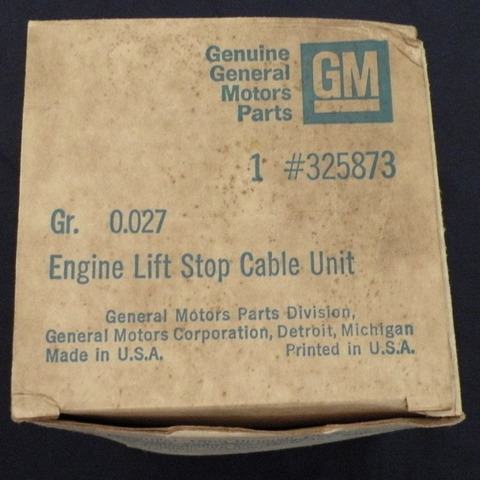 Genuine
General
Motors
Parts
GM
1 #325873
Gr. 0.027
Engine Lift Stop Cable Unit
General Motors Parts Division,
General Motors Corporation, Detroit, Michigan
Made in U.S.A. Printed in U.S.A.